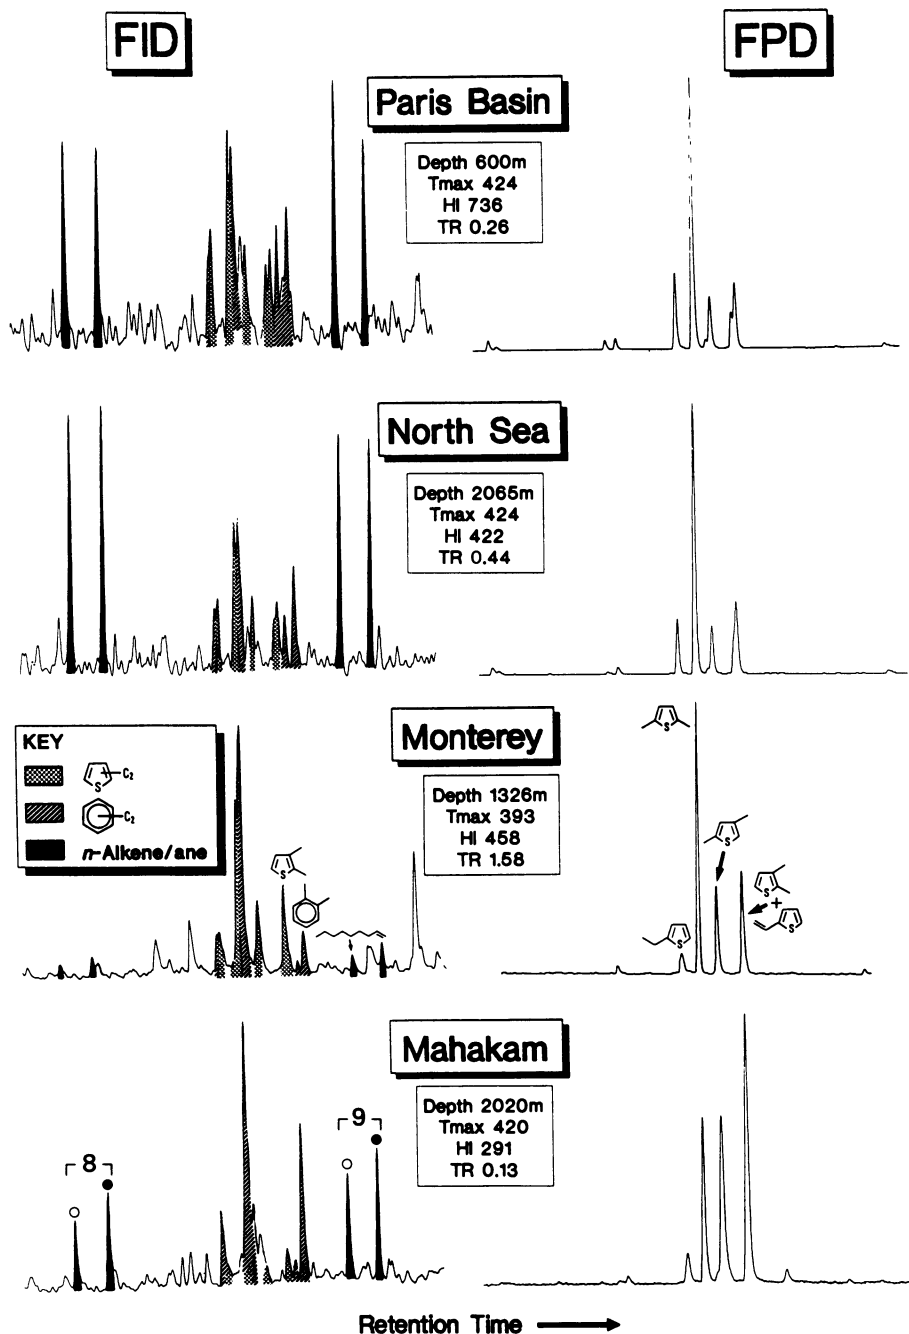 FID
FPD
Paris Basin
Depth 600m
Tmax 424
HI 736
TR 0.26
North Sea
Depth 2065m
Tmax 424
HI 422
TR 0.44
Monterey
Depth 1326m
Tmax 393
HI 458
TR 1.58
KEY
S C₂
C₂
n-Alkene/ane
S
S
S
S
S
+
S
Mahakam
Depth 2020m
Tmax 420
HI 291
TR 0.13
8
9
Retention Time